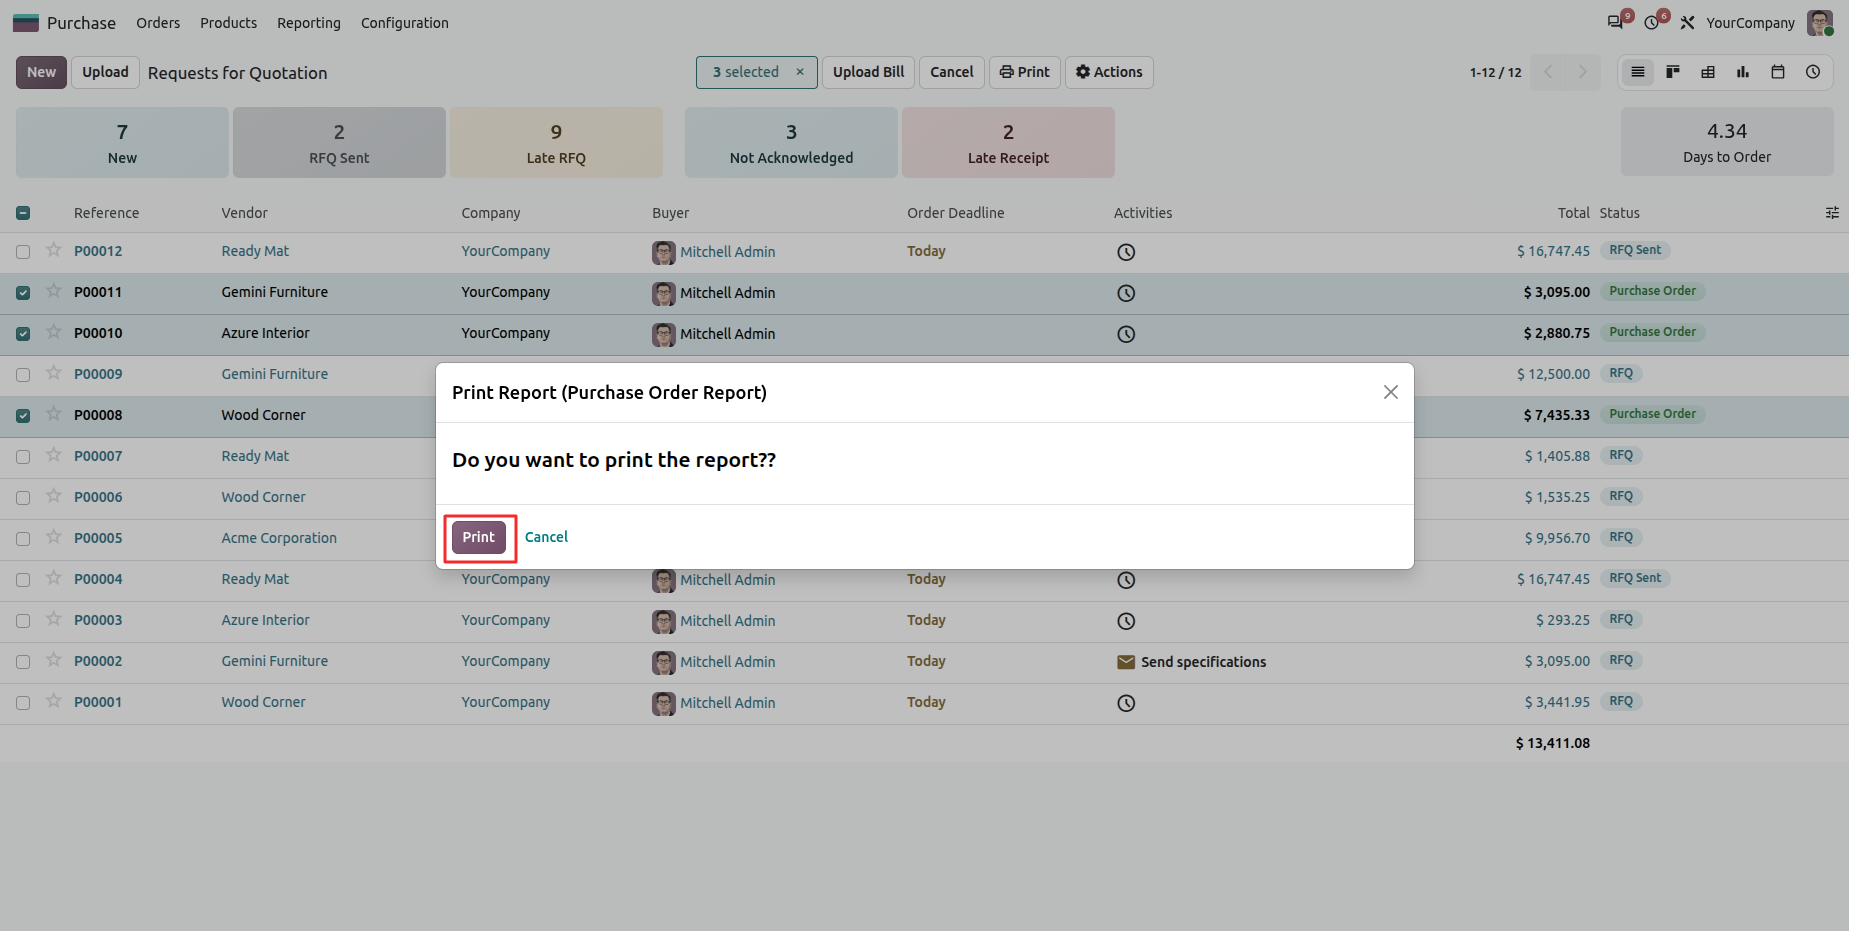 Purchase Orders Products Reporting Configuration 9 6 YourCompany
New Upload Requests for Quotation 3 selected × Upload Bill Cancel Print Actions 1-12 / 12
7 2 9 3 2 4.34
New RFQ Sent Late RFQ Not Acknowledged Late Receipt Days to Order
Reference Vendor Company Buyer Order Deadline Activities Total Status
P00012 Ready Mat YourCompany Mitchell Admin Today $ 16,747.45 RFQ Sent
P00011 Gemini Furniture YourCompany Mitchell Admin $ 3,095.00 Purchase Order
P00010 Azure Interior YourCompany Mitchell Admin $ 2,880.75 Purchase Order
P00009 Gemini Furniture $ 12,500.00 RFQ
Print Report (Purchase Order Report)
P00008 Wood Corner $ 7,435.33 Purchase Order
P00007 Ready Mat $ 1,405.88 RFQ
Do you want to print the report??
P00006 Wood Corner $ 1,535.25 RFQ
P00005 Acme Corporation $ 9,956.70 RFQ
Print Cancel
P00004 Ready Mat YourCompany Mitchell Admin Today $ 16,747.45 RFQ Sent
P00003 Azure Interior YourCompany Mitchell Admin Today $ 293.25 RFQ
P00002 Gemini Furniture YourCompany Mitchell Admin Today Send specifications $ 3,095.00 RFQ
P00001 Wood Corner YourCompany Mitchell Admin Today $ 3,441.95 RFQ
$ 13,411.08